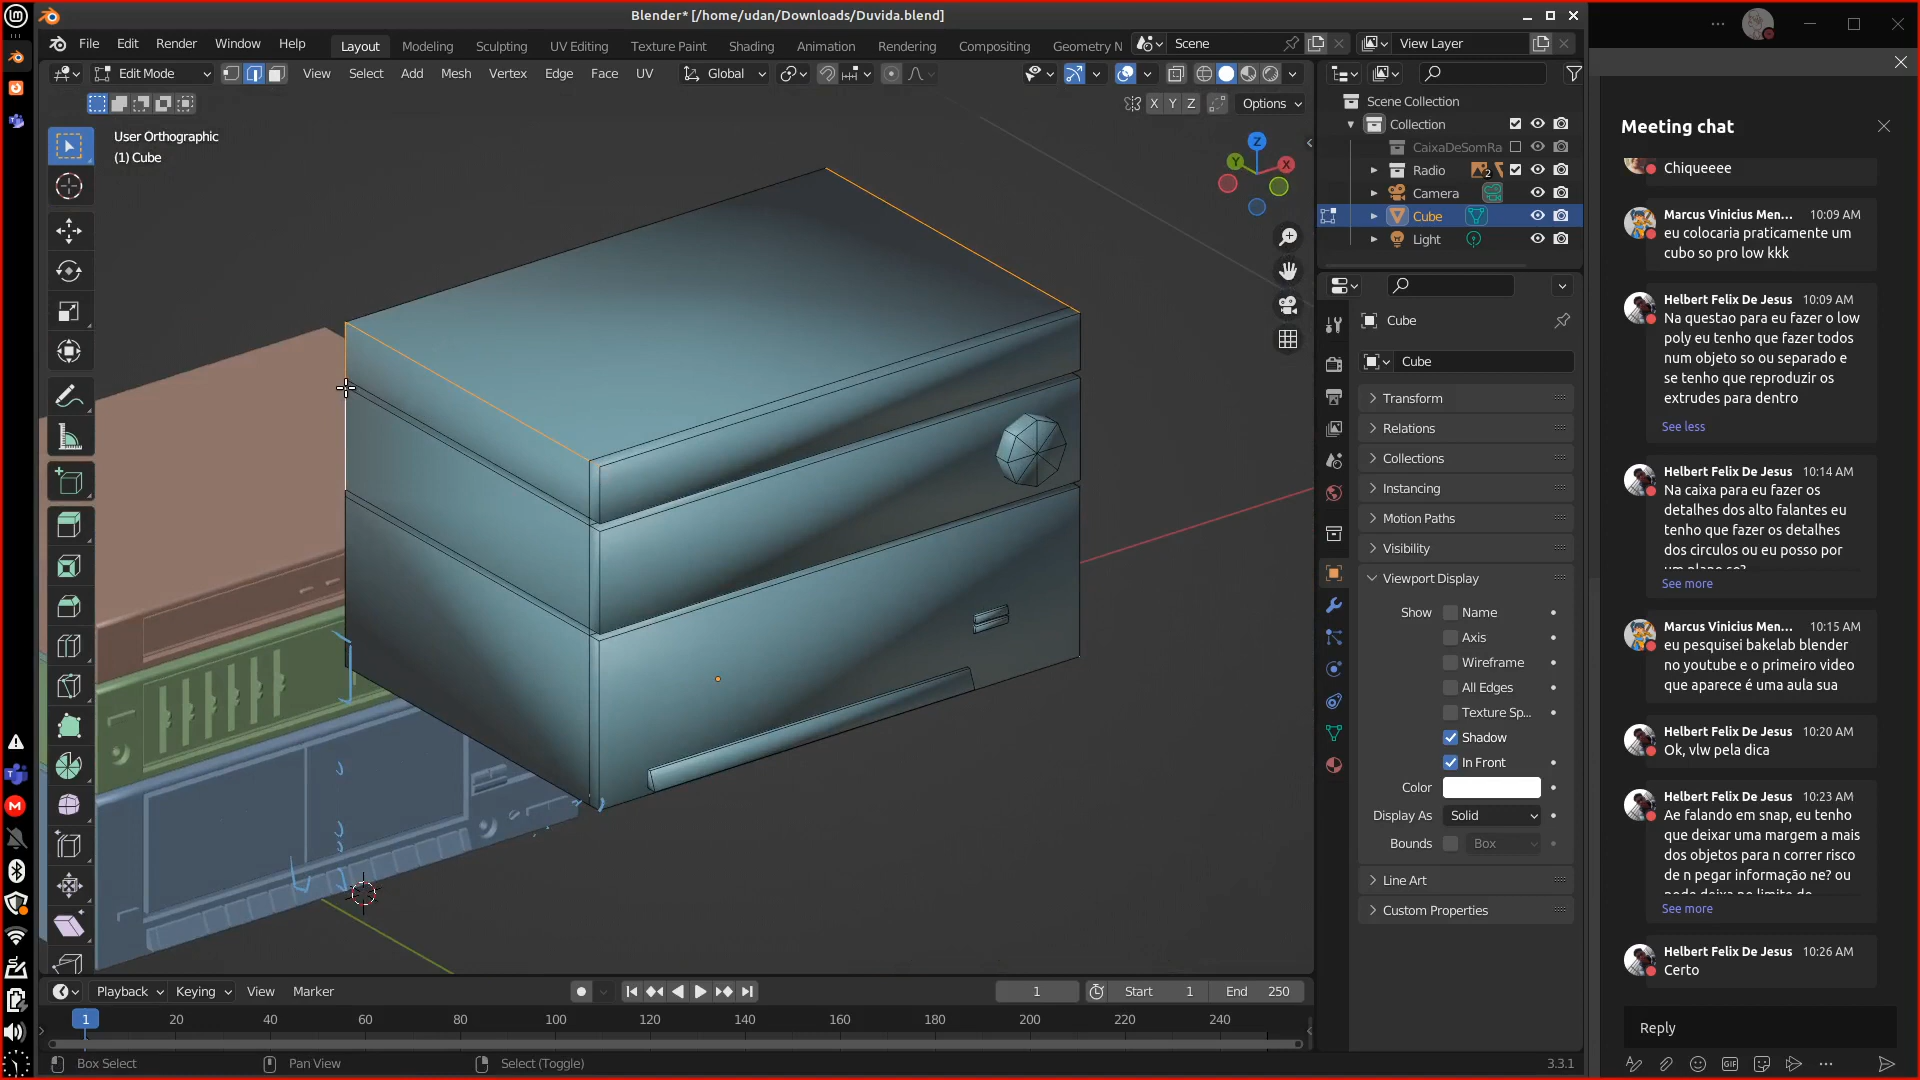 Blender* [/home/udan/Downloads/Duvida.blend]
File Edit Render Window Help Layout Modeling Sculpting UV Editing Texture Paint Shading Animation Rendering Compositing Geometry N Scene View Layer
Edit Mode View Select Add Mesh Vertex Edge Face UV Global
X Y Z Options
User Orthographic
(1) Cube
Z
Y
X
Scene Collection
Collection
CaixaDeSomRa
Radio 2
Camera
Cube
Light
Cube
Cube
Transform
Relations
Collections
Instancing
Motion Paths
Visibility
Viewport Display
Show Name
Axis
Wireframe
All Edges
Texture Sp...
Shadow
In Front
Color
Display As Solid
Bounds Box
Line Art
Custom Properties
Playback Keying View Marker 1 Start 1 End 250
1 20 40 60 80 100 120 140 160 180 200 220 240
Box Select Pan View Select (Toggle) 3.3.1
Meeting chat
Chiqueeee
Marcus Vinicius Men... 10:09 AM
eu colocaria praticamente um
cubo so pro low kkk
Helbert Felix De Jesus 10:09 AM
Na questao para eu fazer o low
poly eu tenho que fazer todos
num objeto so ou separado e
se tenho que reproduzir os
extrudes para dentro
See less
Helbert Felix De Jesus 10:14 AM
Na caixa para eu fazer os
detalhes dos alto falantes eu
tenho que fazer os detalhes
dos circulos ou eu posso por
um plano so?
See more
Marcus Vinicius Men... 10:15 AM
eu pesquisei bakelab blender
no youtube e o primeiro video
que aparece é uma aula sua
Helbert Felix De Jesus 10:20 AM
Ok, vlw pela dica
Helbert Felix De Jesus 10:23 AM
Ae falando em snap, eu tenho
que deixar uma margem a mais
dos objetos para n correr risco
de n pegar informação ne? ou
See more
Helbert Felix De Jesus 10:26 AM
Certo
Reply
GIF